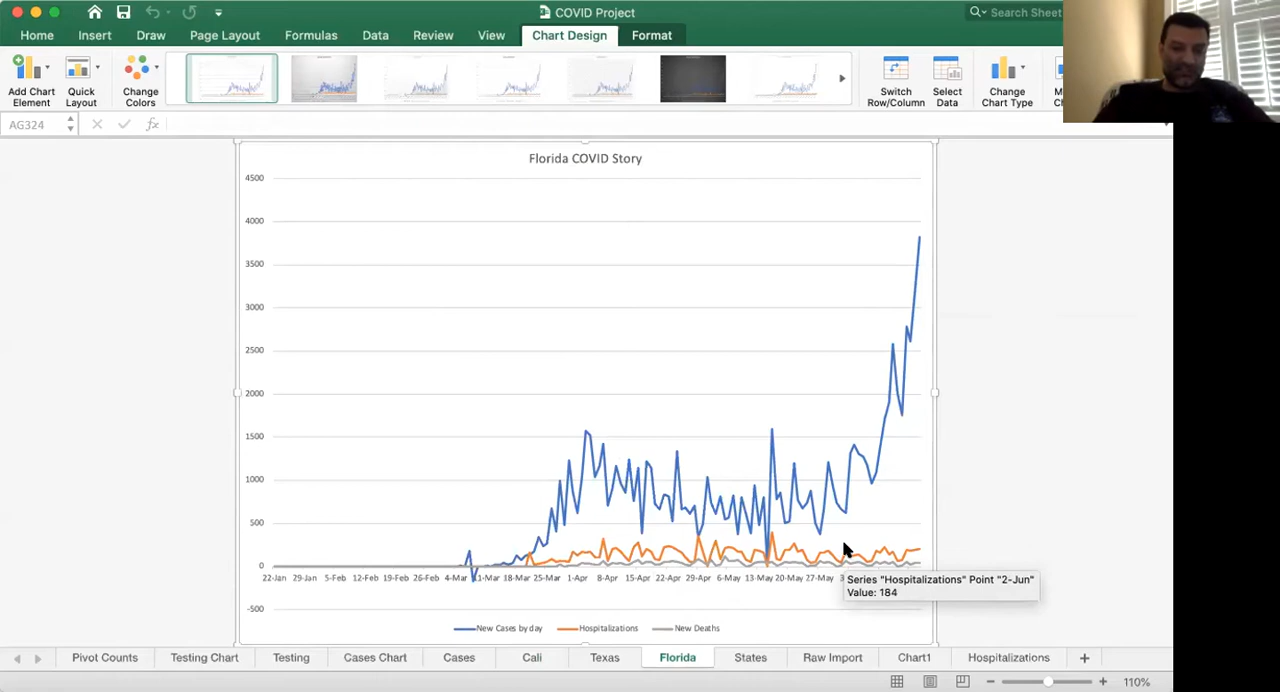 COVID Project
Search Sheet
Home Insert Draw Page Layout Formulas Data Review View Chart Design Format
Add Chart Element
Quick Layout
Change Colors
Switch Row/Column
Select Data
Change Chart Type
AG324
fx
Florida COVID Story
4500
4000
3500
3000
2500
2000
1500
1000
500
0
-500
22-Jan 29-Jan 5-Feb 12-Feb 19-Feb 26-Feb 4-Mar 11-Mar 18-Mar 25-Mar 1-Apr 8-Apr 15-Apr 22-Apr 29-Apr 6-May 13-May 20-May 27-May
Series "Hospitalizations" Point "2-Jun"
Value: 184
New Cases by day Hospitalizations New Deaths
Pivot Counts Testing Chart Testing Cases Chart Cases Cali Texas Florida States Raw Import Chart1 Hospitalizations
110%